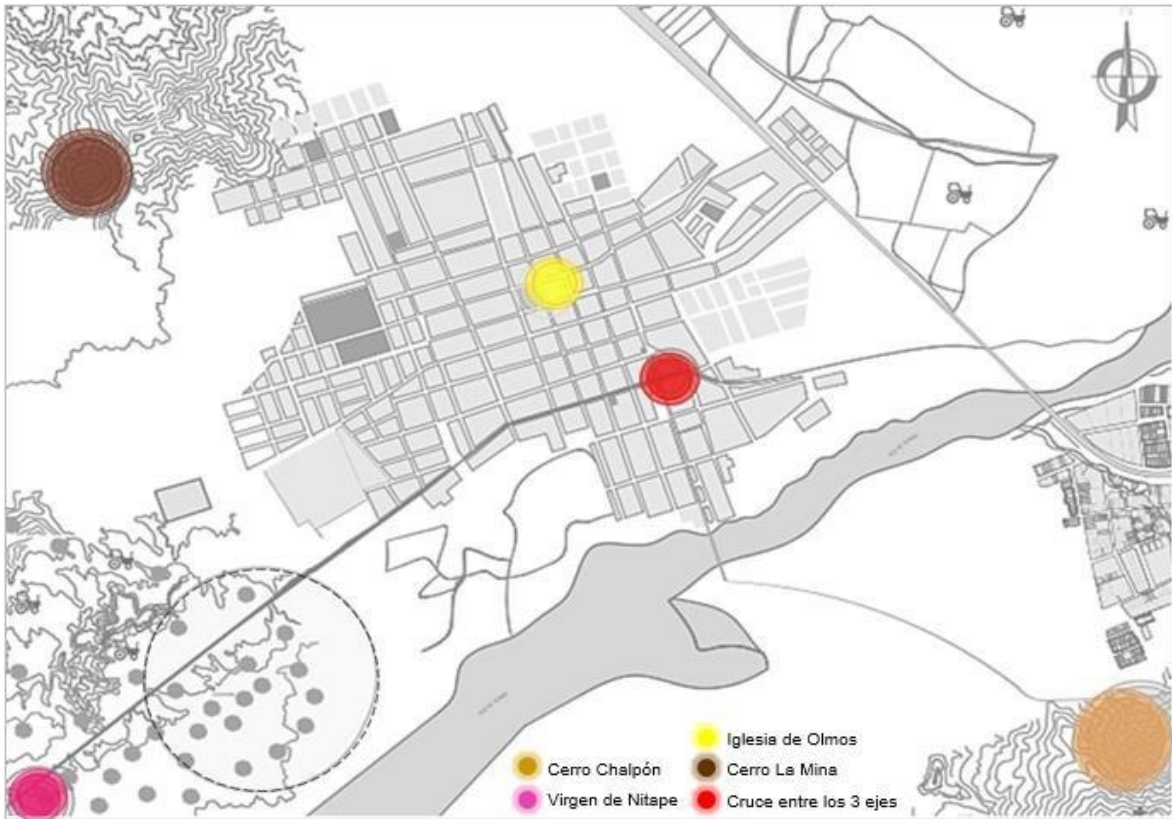 Iglesia de Olmos
Cerro Chalpón
Cerro La Mina
Virgen de Nitape
Cruce entre los 3 ejes